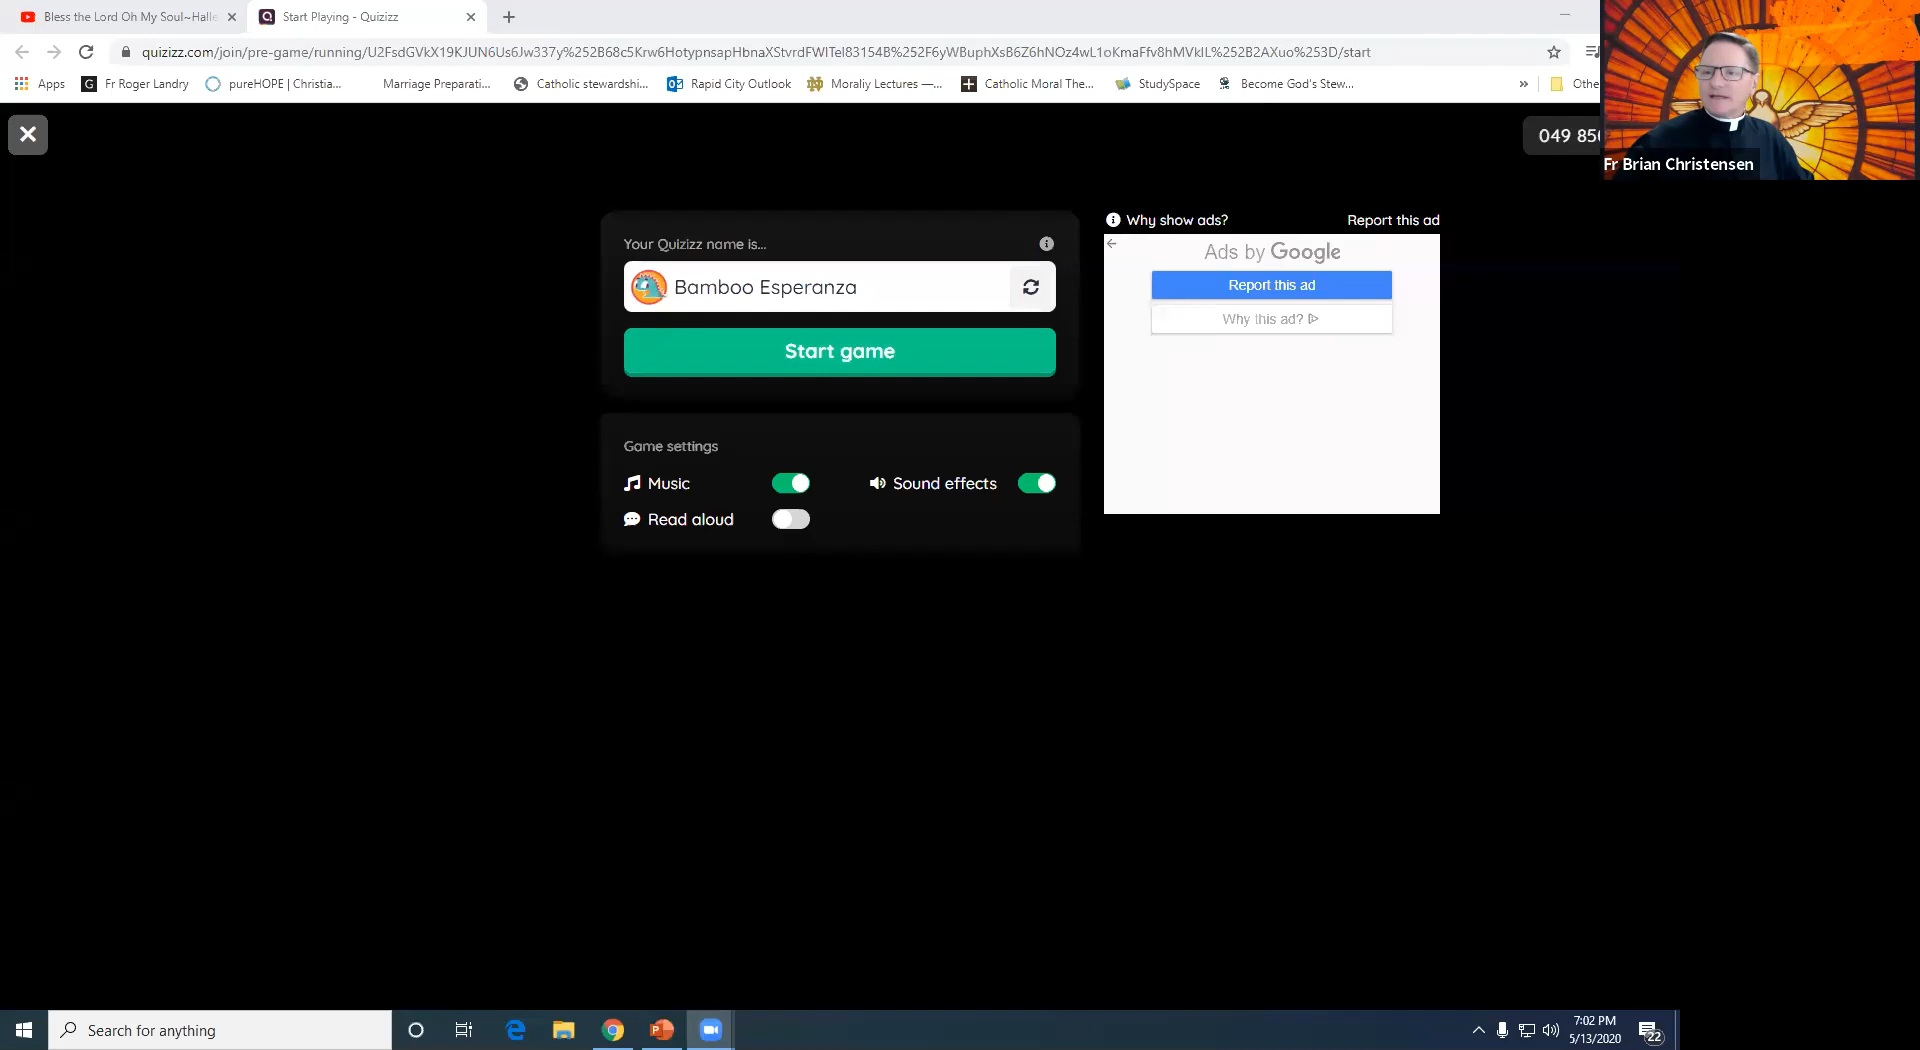 Bless the Lord Oh My Soul~Halle
Start Playing - Quizizz
quizizz.com/join/pre-game/running/U2FsdGVkX19KJUN6Us6Jw337y%252B68c5Krw6HotypnsapHbnaXStvrdFWITel83154B%252F6yWBuphXsB6Z6hNOz4wL1oKmaFfv8hMVklL%252B2AXuo%253D/start
Apps
G Fr Roger Landry
pureHOPE | Christia...
Marriage Preparati...
Catholic stewardshi...
Rapid City Outlook
Moraliy Lectures —...
Catholic Moral The...
StudySpace
Become God's Stew...
»
Othe
049 850
Fr Brian Christensen
Your Quizizz name is...
Bamboo Esperanza
Start game
Game settings
Music
Sound effects
Read aloud
Why show ads?
Report this ad
Ads by Google
Report this ad
Why this ad?
Search for anything
7:02 PM
5/13/2020
22